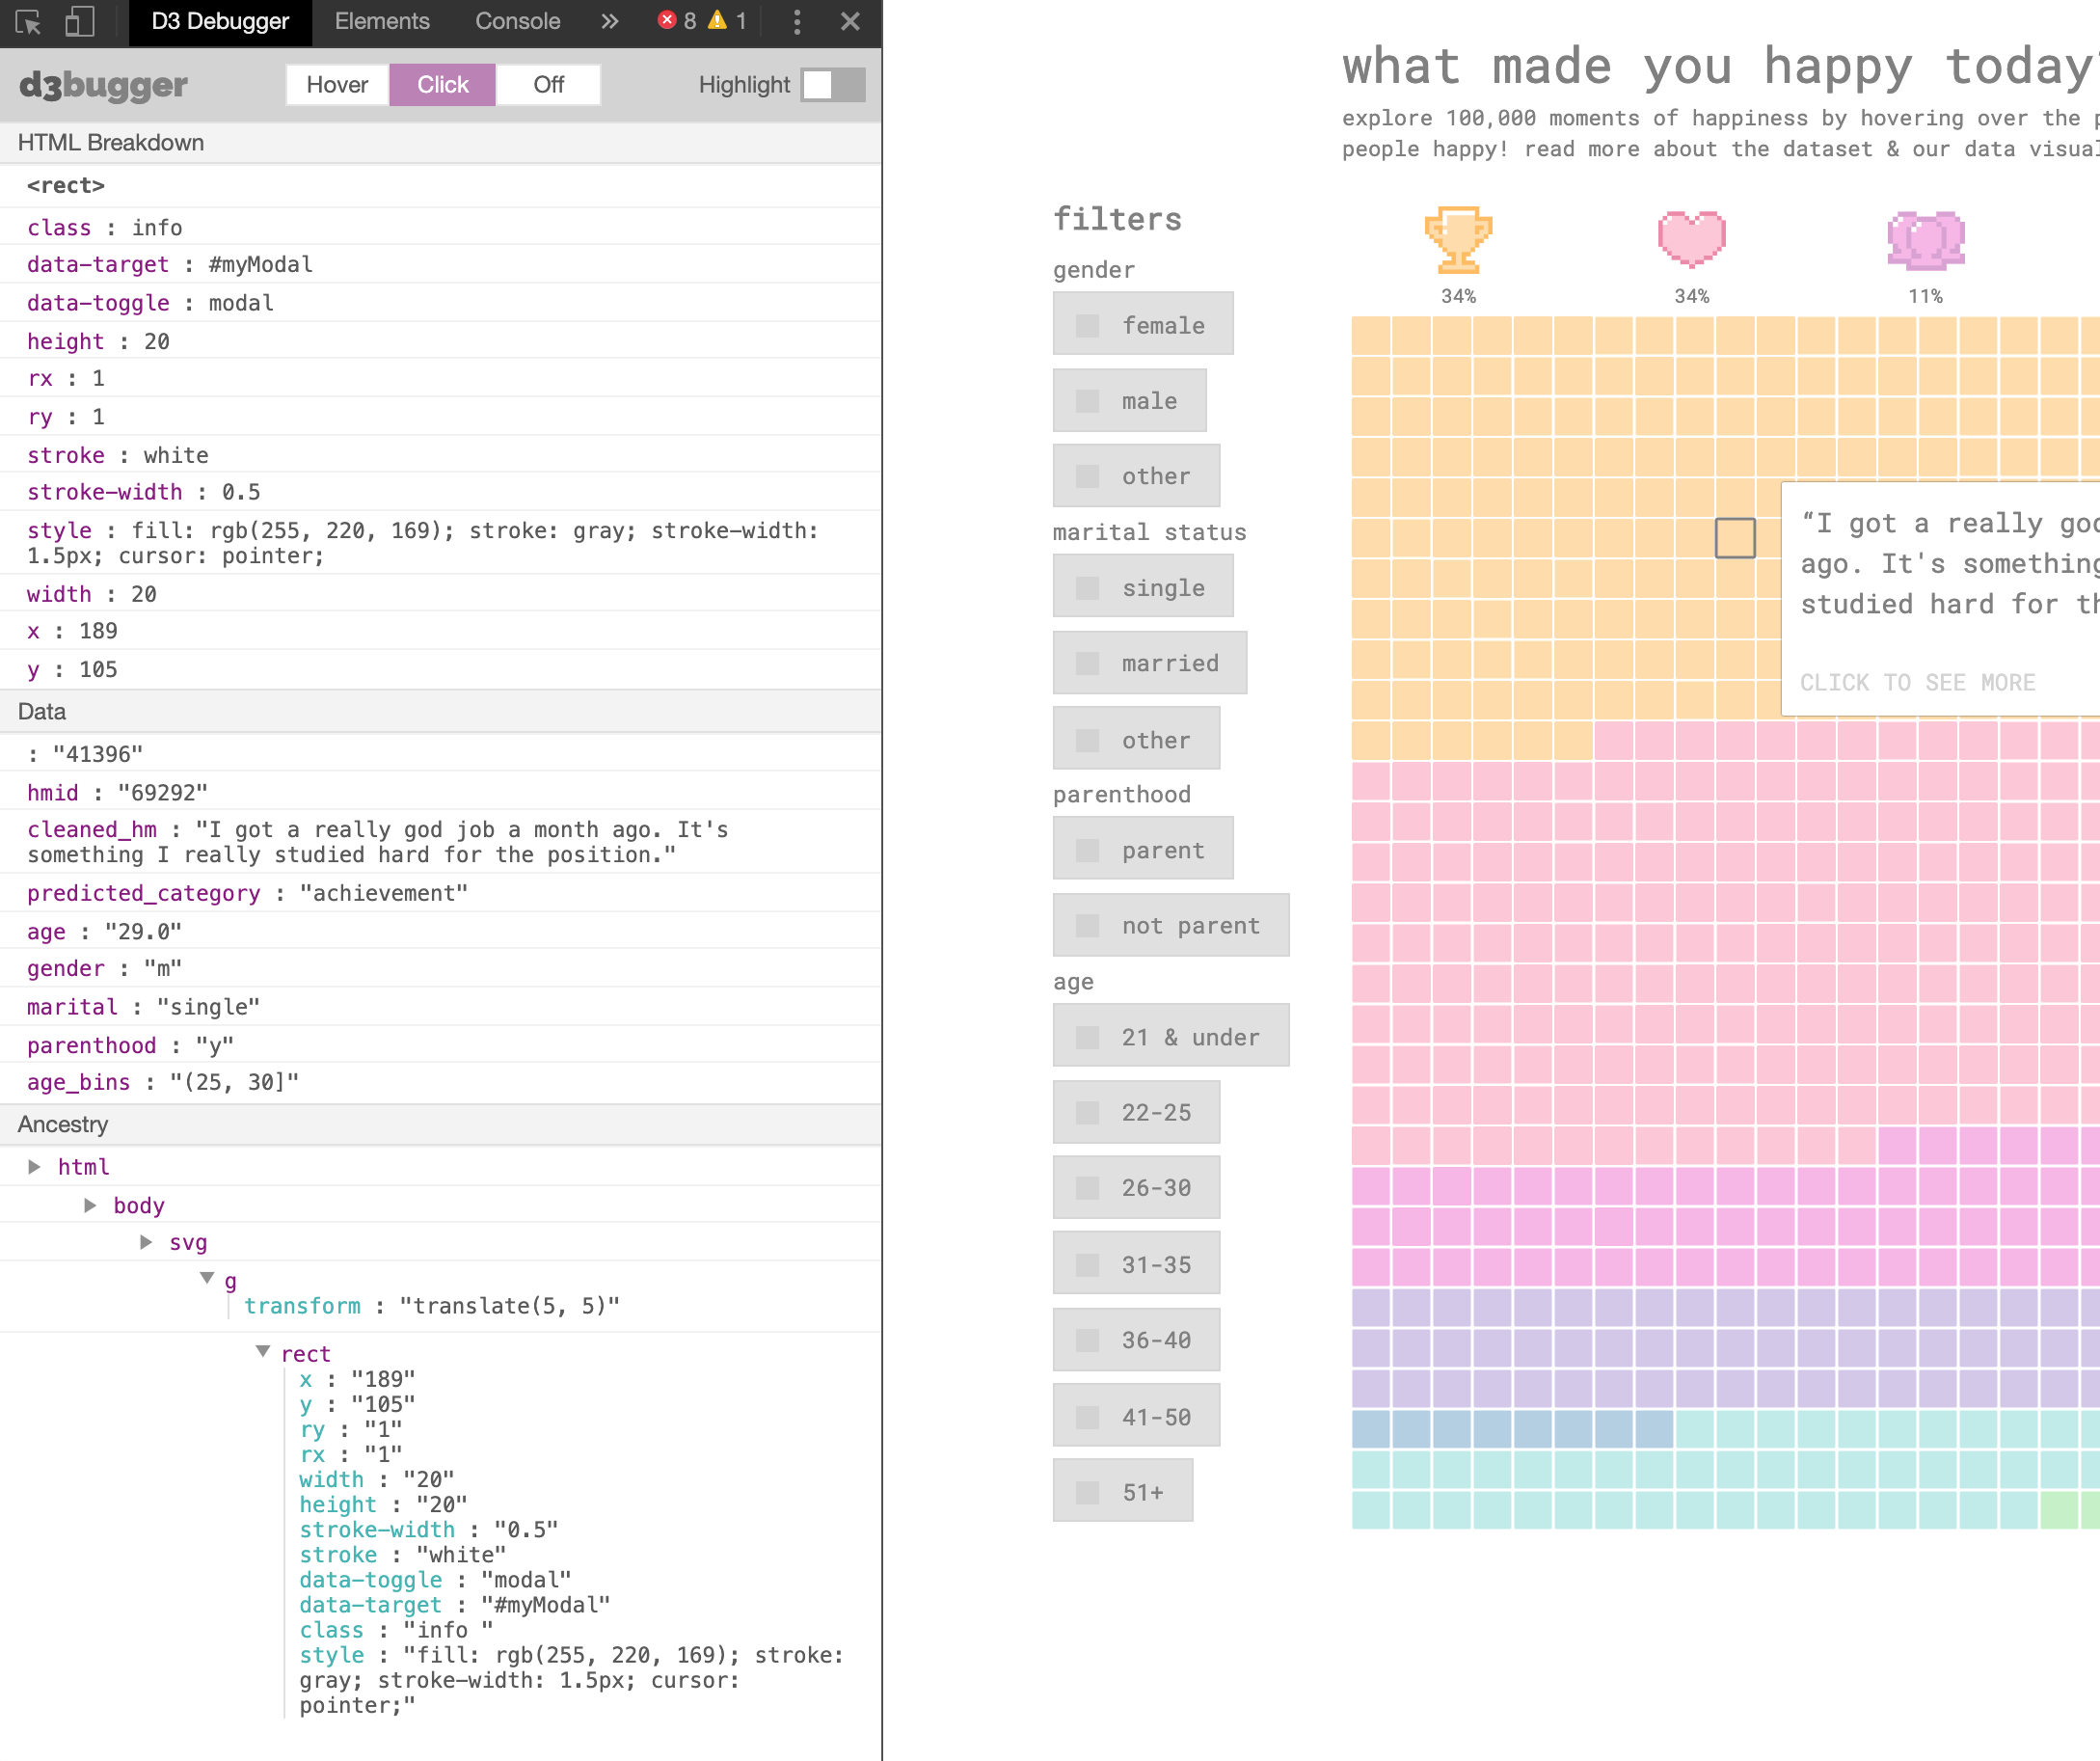 D3 Debugger Elements Console » 8 1
d3bugger Hover Click Off Highlight
HTML Breakdown
<rect>
class : info
data-target : #myModal
data-toggle : modal
height : 20
rx : 1
ry : 1
stroke : white
stroke-width : 0.5
style : fill: rgb(255, 220, 169); stroke: gray; stroke-width:
1.5px; cursor: pointer;
width : 20
x : 189
y : 105
Data
: "41396"
hmid : "69292"
cleaned_hm : "I got a really god job a month ago. It's
something I really studied hard for the position."
predicted_category : "achievement"
age : "29.0"
gender : "m"
marital : "single"
parenthood : "y"
age_bins : "(25, 30]"
Ancestry
html
body
svg
g
transform : "translate(5, 5)"
rect
x : "189"
y : "105"
ry : "1"
rx : "1"
width : "20"
height : "20"
stroke-width : "0.5"
stroke : "white"
data-toggle : "modal"
data-target : "#myModal"
class : "info "
style : "fill: rgb(255, 220, 169); stroke:
gray; stroke-width: 1.5px; cursor:
pointer;"
what made you happy today?
explore 100,000 moments of happiness by hovering over the
people happy! read more about the dataset & our data
filters
gender
female
male
other
marital status
single
married
other
parenthood
parent
not parent
age
21 & under
22-25
26-30
31-35
36-40
41-50
51+
34% 34% 11%
“I got a really
ago. It's something
studied hard for
CLICK TO SEE MORE